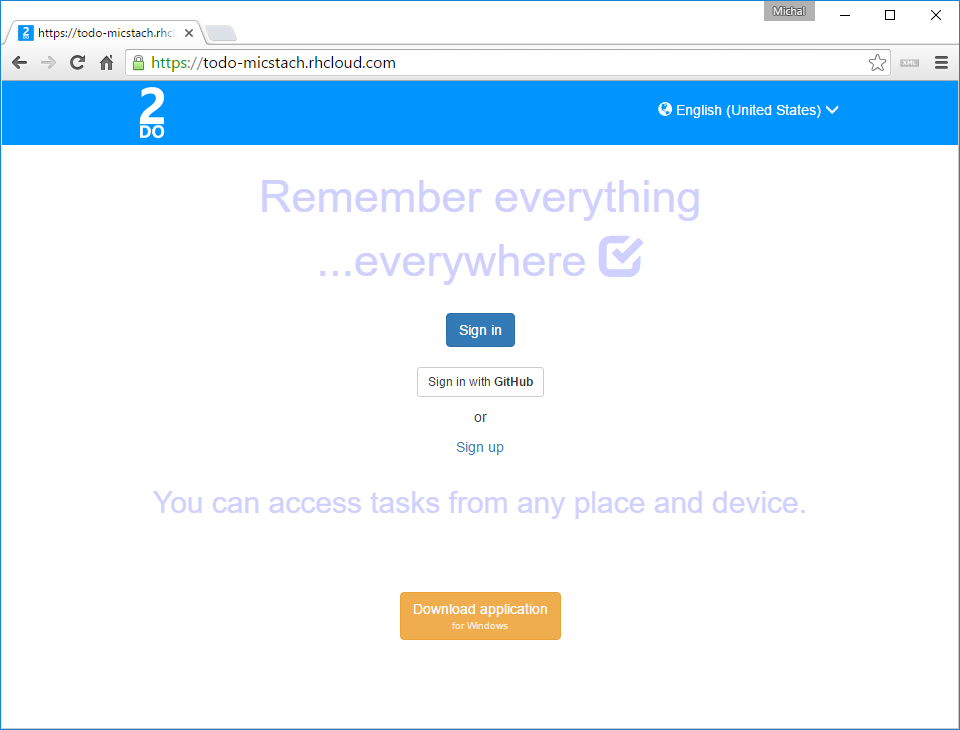 Michal
https://todo-micstach.rhcl
https://todo-micstach.rhcloud.com
XML
2
DO
English (United States)
Remember everything
...everywhere
Sign in
Sign in with GitHub
or
Sign up
You can access tasks from any place and device.
Download application
for Windows